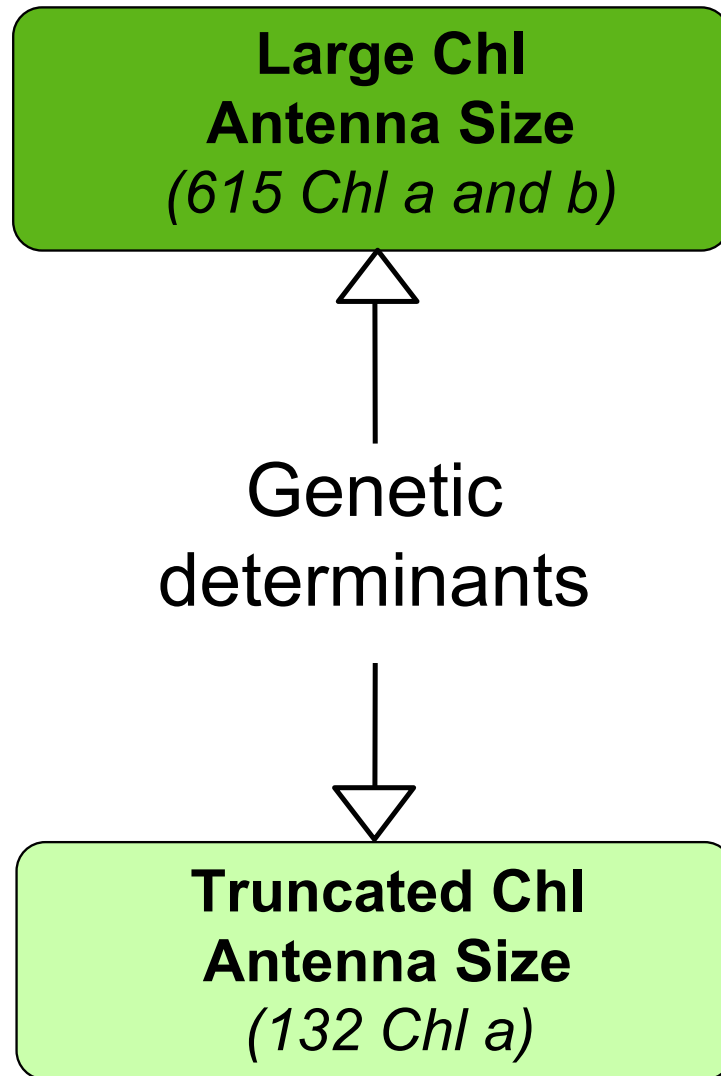 Large Chl
Antenna Size
(615 Chl a and b)
Genetic
determinants
Truncated Chl
Antenna Size
(132 Chl a)